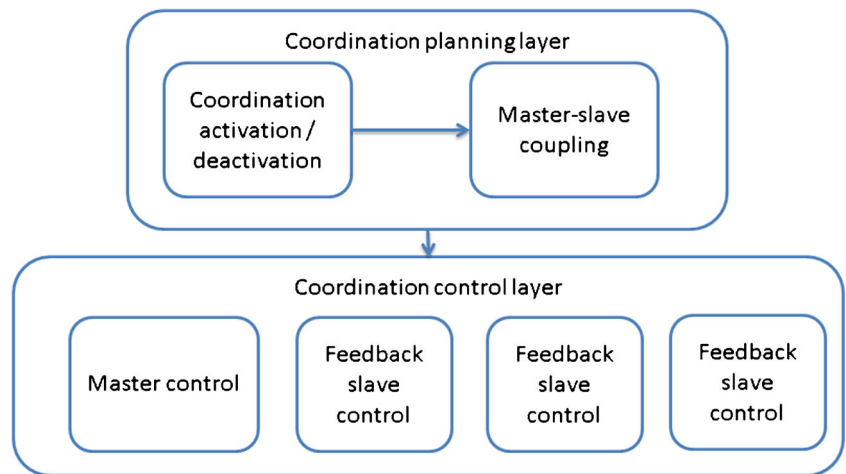 Coordination planning layer
Coordination
activation /
deactivation
Master-slave
coupling
Coordination control layer
Master control
Feedback
slave
control
Feedback
slave
control
Feedback
slave
control